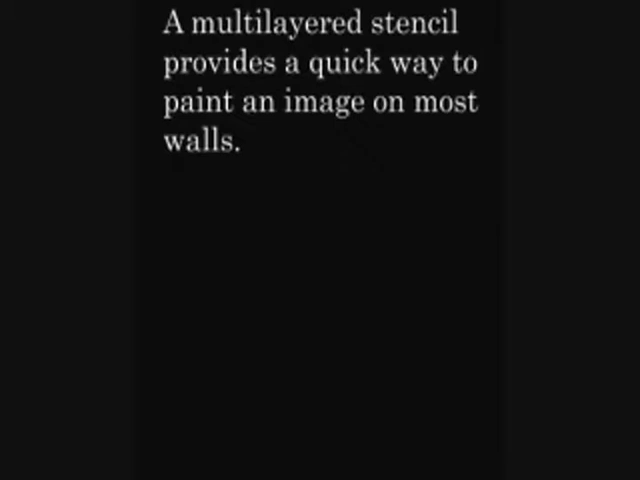 A multilayered stencil
provides a quick way to
paint an image on most
walls.